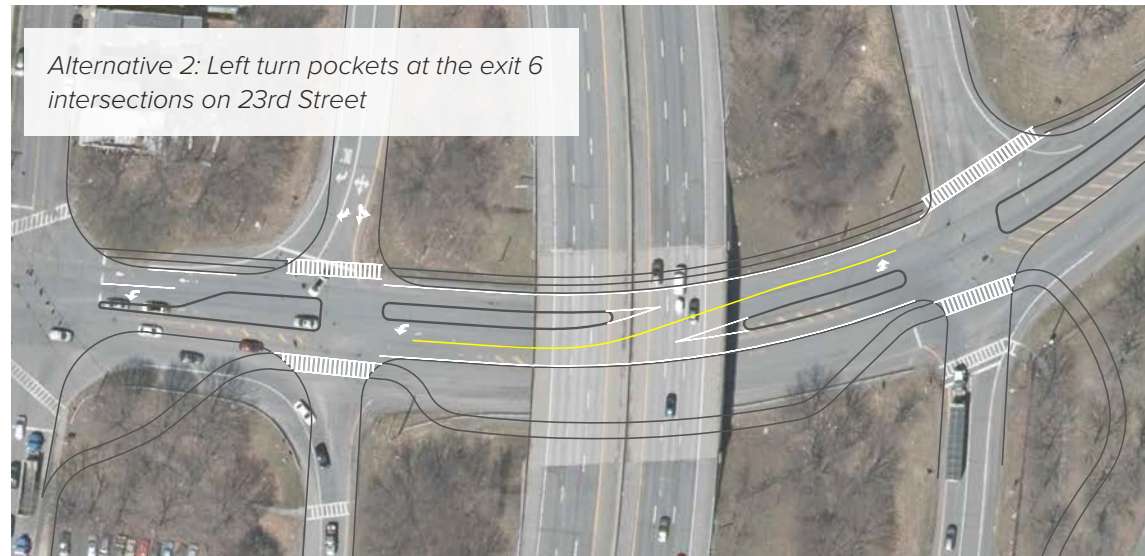 Alternative 2: Left turn pockets at the exit 6
intersections on 23rd Street